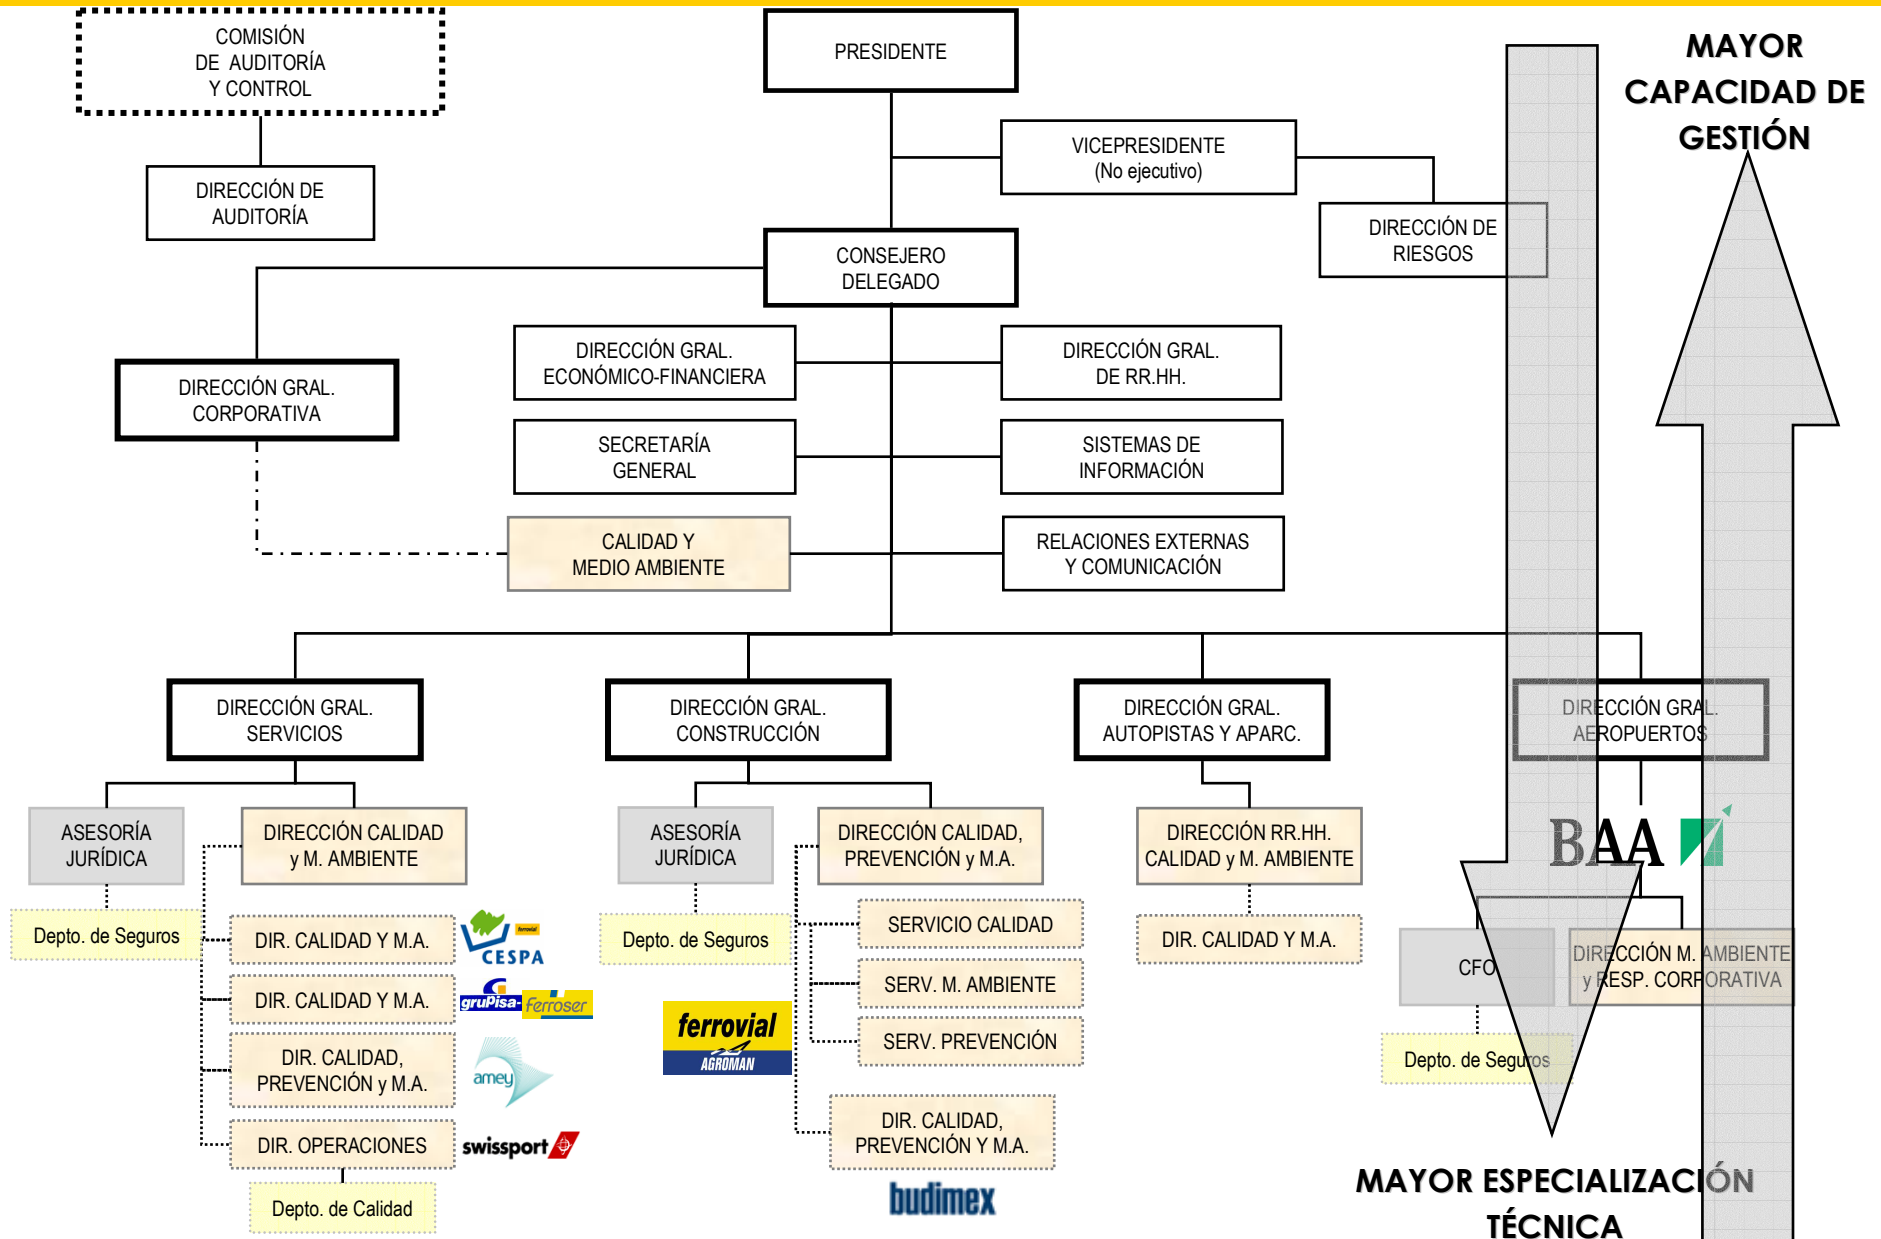 COMISIÓN
DE AUDITORÍA
Y CONTROL
PRESIDENTE
MAYOR
CAPACIDAD DE
GESTIÓN
VICEPRESIDENTE
(No ejecutivo)
DIRECCIÓN DE
AUDITORÍA
DIRECCIÓN DE
RIESGOS
CONSEJERO
DELEGADO
DIRECCIÓN GRAL.
CORPORATIVA
DIRECCIÓN GRAL.
ECONÓMICO-FINANCIERA
DIRECCIÓN GRAL.
DE RR.HH.
SECRETARÍA
GENERAL
SISTEMAS DE
INFORMACIÓN
CALIDAD Y
MEDIO AMBIENTE
RELACIONES EXTERNAS
Y COMUNICACIÓN
DIRECCIÓN GRAL.
SERVICIOS
DIRECCIÓN GRAL.
CONSTRUCCIÓN
DIRECCIÓN GRAL.
AUTOPISTAS Y APARC.
DIRECCIÓN GRAL.
AEROPUERTOS
ASESORÍA
JURÍDICA
DIRECCIÓN CALIDAD
y M. AMBIENTE
ASESORÍA
JURÍDICA
DIRECCIÓN CALIDAD,
PREVENCIÓN y M.A.
DIRECCIÓN RR.HH.
CALIDAD y M. AMBIENTE
BAA
Depto. de Seguros
DIR. CALIDAD Y M.A.
ferrovial
CESPA
Depto. de Seguros
SERVICIO CALIDAD
DIR. CALIDAD Y M.A.
CFO
DIRECCIÓN M. AMBIENTE
y RESP. CORPORATIVA
DIR. CALIDAD Y M.A.
gruPisa- Ferroser
SERV. M. AMBIENTE
ferrovial
AGROMAN
SERV. PREVENCIÓN
Depto. de Seguros
DIR. CALIDAD,
PREVENCIÓN y M.A.
amey
DIR. OPERACIONES
swissport
DIR. CALIDAD,
PREVENCIÓN Y M.A.
Depto. de Calidad
budimex
MAYOR ESPECIALIZACIÓN
TÉCNICA